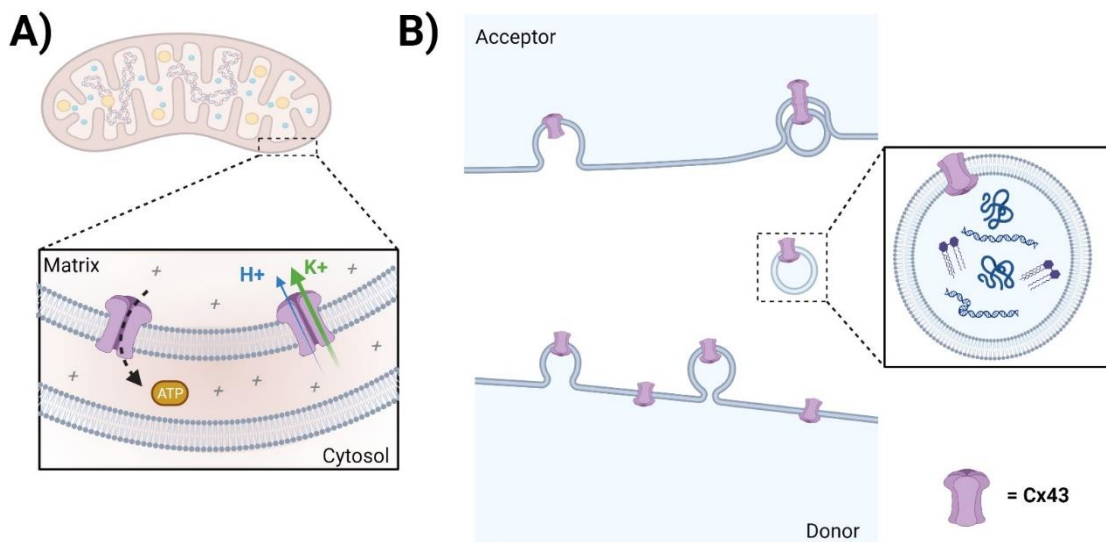 A)
B)
Acceptor
Matrix
H+
K+
ATP
Cytosol
= Cx43
Donor